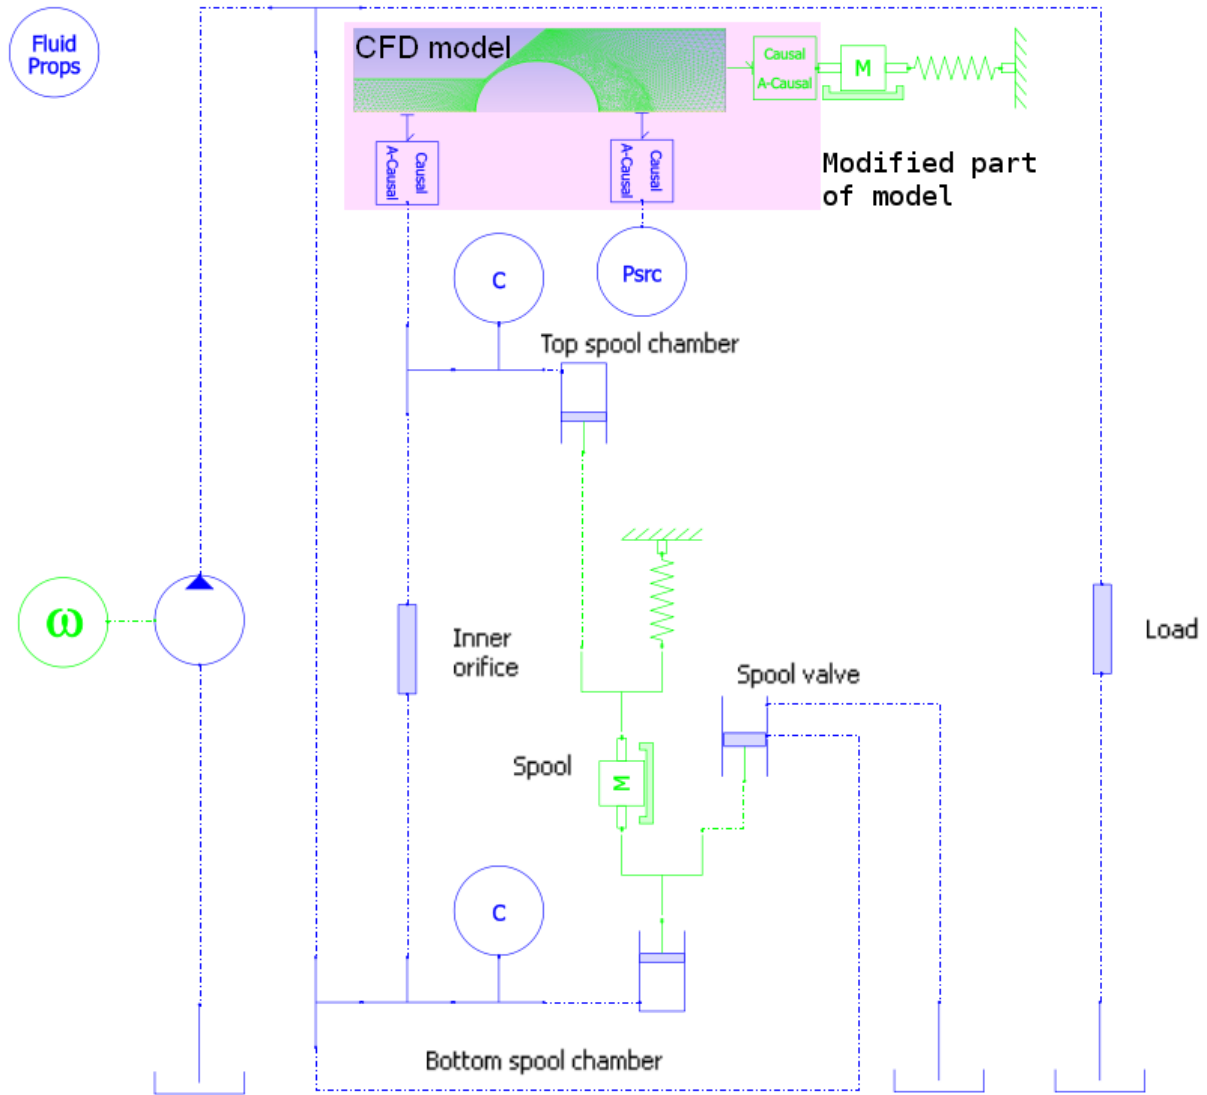 Fluid
Props
CFD model
Causal
A-Causal
M
Modified part
of model
Causal
A-Causal
Causal
A-Causal
C
Psrc
Top spool chamber
ω
Inner
orifice
Load
Spool valve
Spool
M
C
Bottom spool chamber